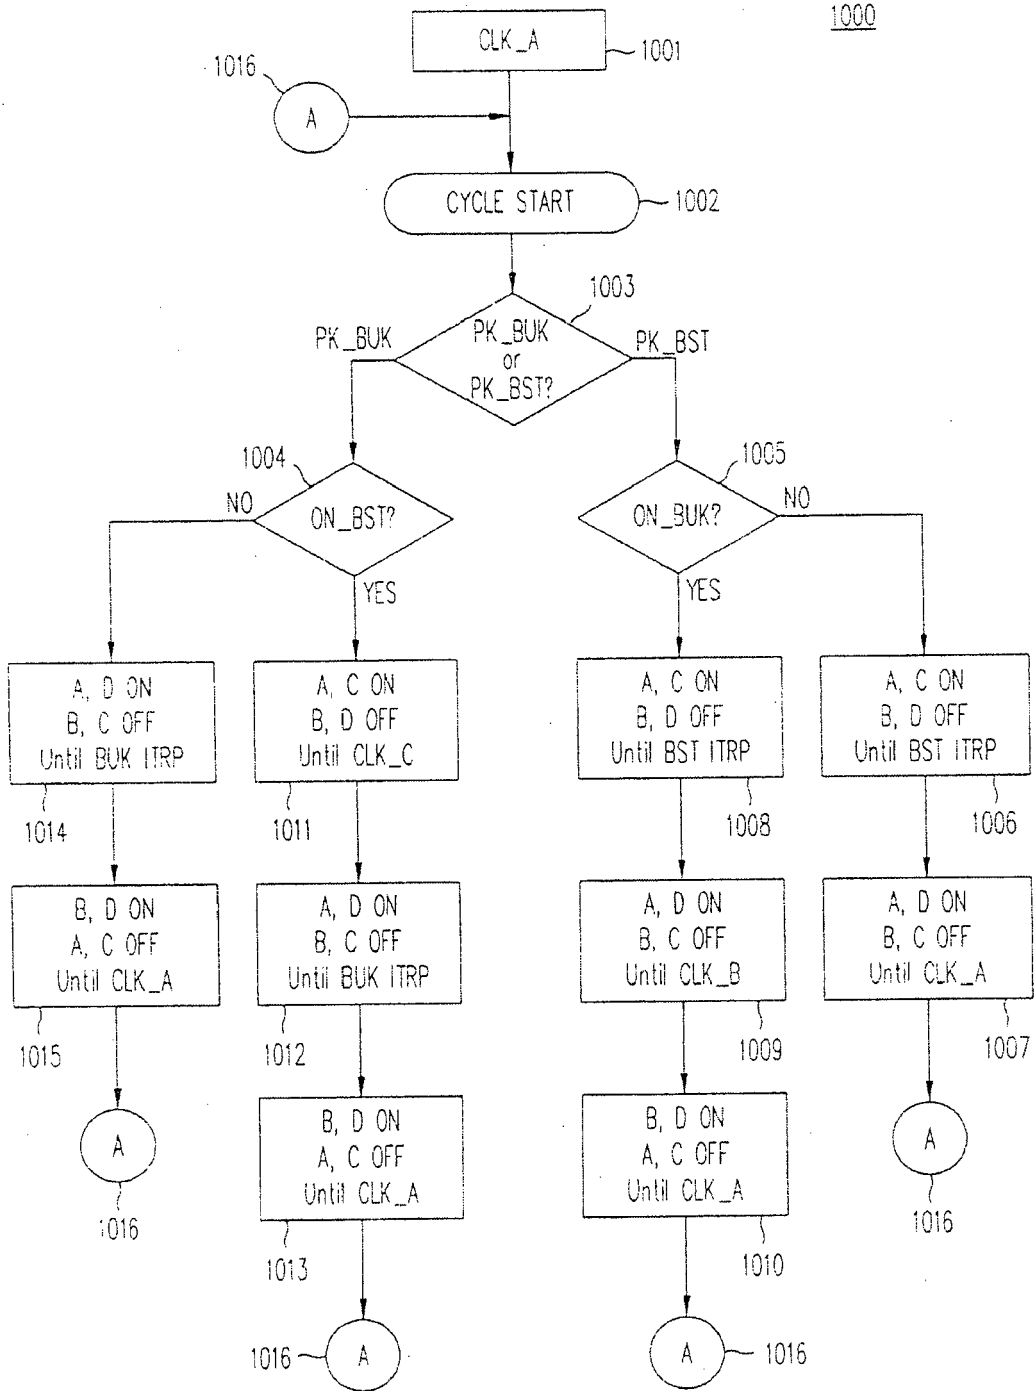 1000
CLK_A
1001
1016
A
CYCLE START
1002
1003
PK_BUK
PK_BUK
or
PK_BST?
PK_BST
1004
NO
ON_BST?
YES
1005
ON_BUK?
NO
YES
A, D ON
B, C OFF
Until BUK ITRP
1014
A, C ON
B, D OFF
Until CLK_C
1011
A, C ON
B, D OFF
Until BST ITRP
1008
A, C ON
B, D OFF
Until BST ITRP
1006
B, D ON
A, C OFF
Until CLK_A
1015
A, D ON
B, C OFF
Until BUK ITRP
1012
A, D ON
B, C OFF
Until CLK_B
1009
A, D ON
B, C OFF
Until CLK_A
1007
A
1016
B, D ON
A, C OFF
Until CLK_A
1013
B, D ON
A, C OFF
Until CLK_A
1010
A
1016
1016
A
A
1016